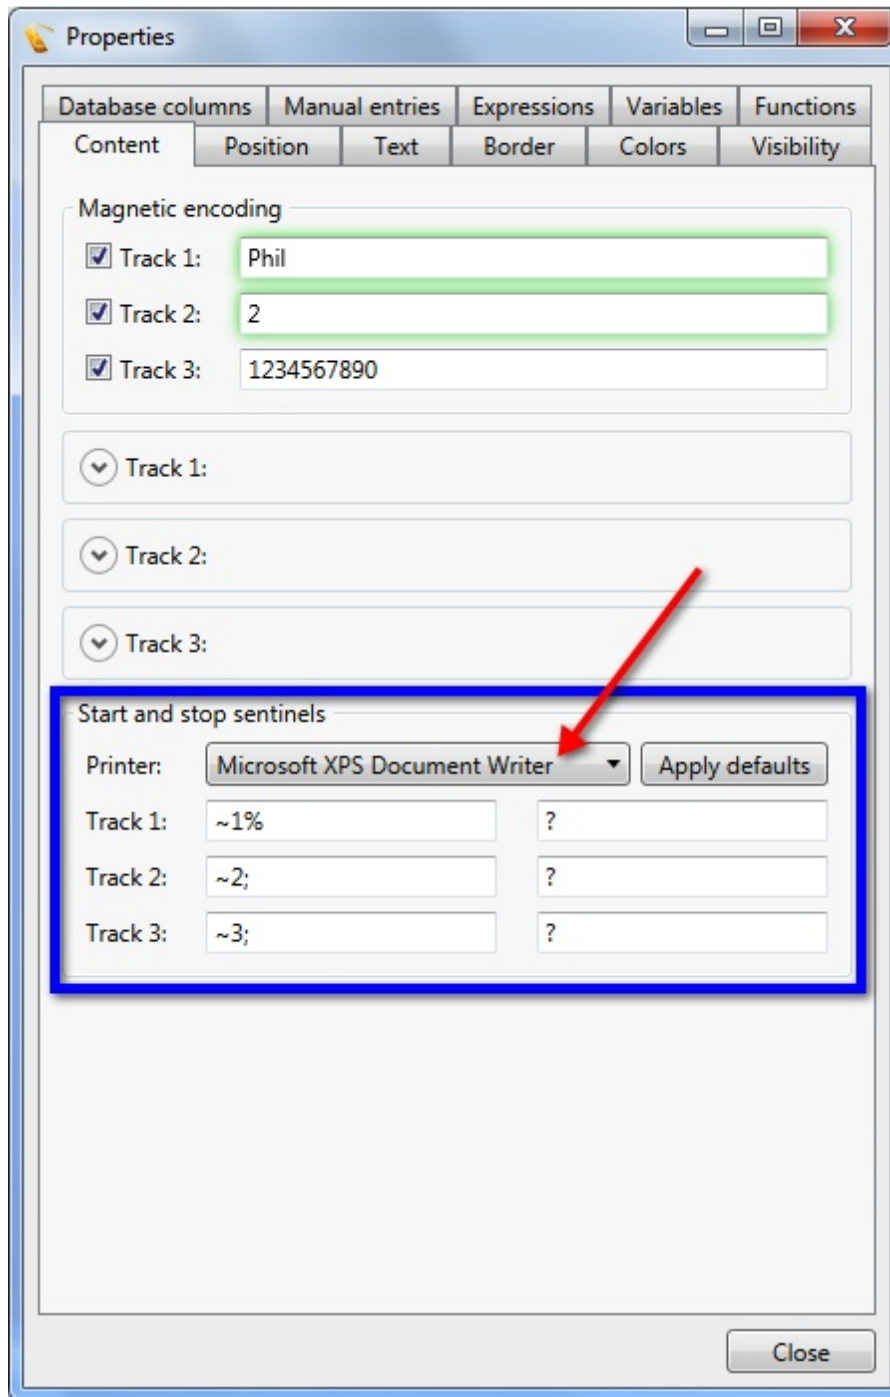 Properties
Database columns Manual entries Expressions Variables Functions
Content Position Text Border Colors Visibility
Magnetic encoding
Track 1: Phil
Track 2: 2
Track 3: 1234567890
Track 1:
Track 2:
Track 3:
Start and stop sentinels
Printer: Microsoft XPS Document Writer Apply defaults
Track 1: ~1% ?
Track 2: ~2; ?
Track 3: ~3; ?
Close